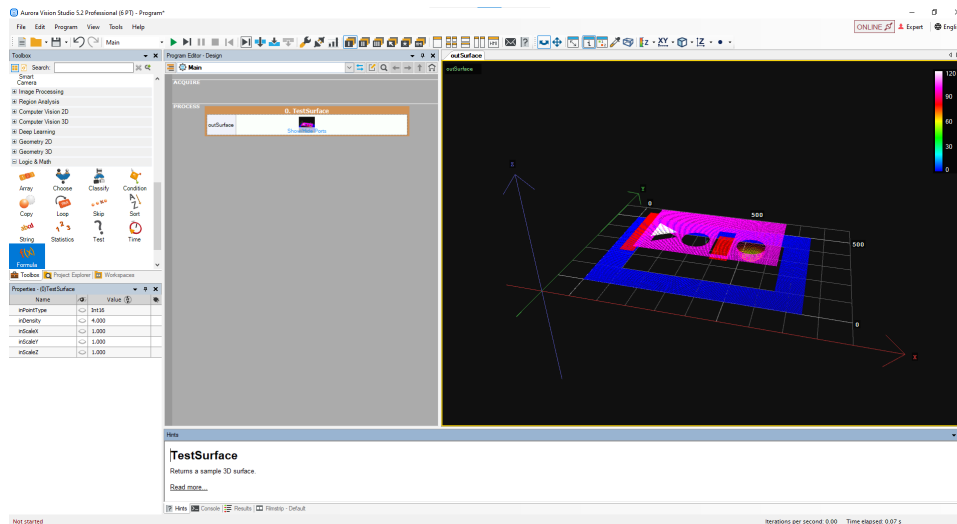 Aurora Vision Studio 5.2 Professional (6 PT) - Program*
File Edit Program View Tools Help
ONLINE Expert Engli
Main
Toolbox
Search:
Smart
Camera
Image Processing
Region Analysis
Computer Vision 2D
Computer Vision 3D
Deep Learning
Geometry 2D
Geometry 3D
Logic & Math
Array Choose Classify Condition
Copy Loop Skip Sort
String Statistics Test Time
Formula
Toolbox Project Explorer Workspaces
Properties - (0)TestSurface
Name Value
inPointType Int16
inDensity 4.000
inScaleX 1.000
inScaleY 1.000
inScaleZ 1.000
Program Editor - Design
Main
ACQUIRE
PROCESS
0. TestSurface
outSurface
Show/Hide Ports
outSurface
outSurface
120
90
60
30
0
Z
Y
0
500
500
0
X
Hints
TestSurface
Returns a sample 3D surface.
Read more...
Hints Console Results Filmstrip - Default
Not started
Iterations per second: 0.00 Time elapsed: 0.07 s